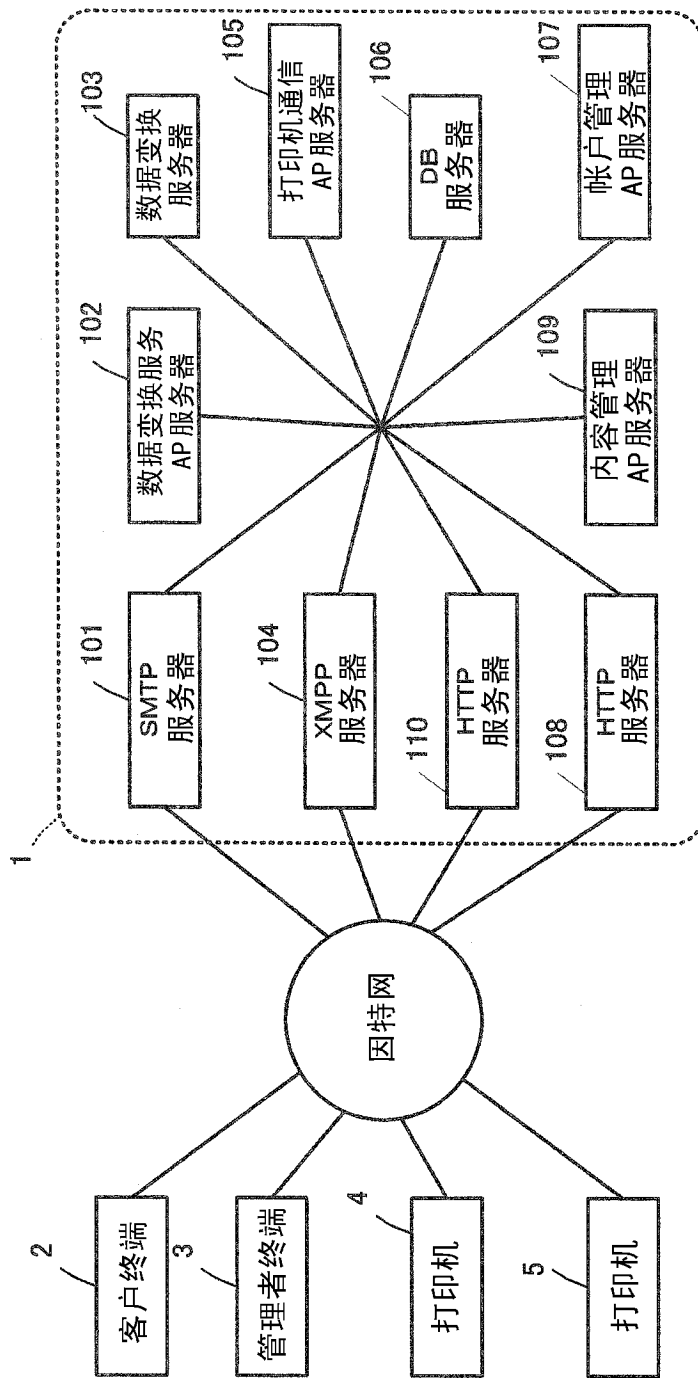 1
2
客户终端
3
管理者终端
4
打印机
5
打印机
因特网
101
SMTP
服务器
104
XMPP
服务器
110
HTTP
服务器
108
HTTP
服务器
102
数据变换服务
AP服务器
109
内容管理
AP服务器
103
数据变换
服务器
105
打印机通信
AP服务器
106
DB
服务器
107
帐户管理
AP服务器